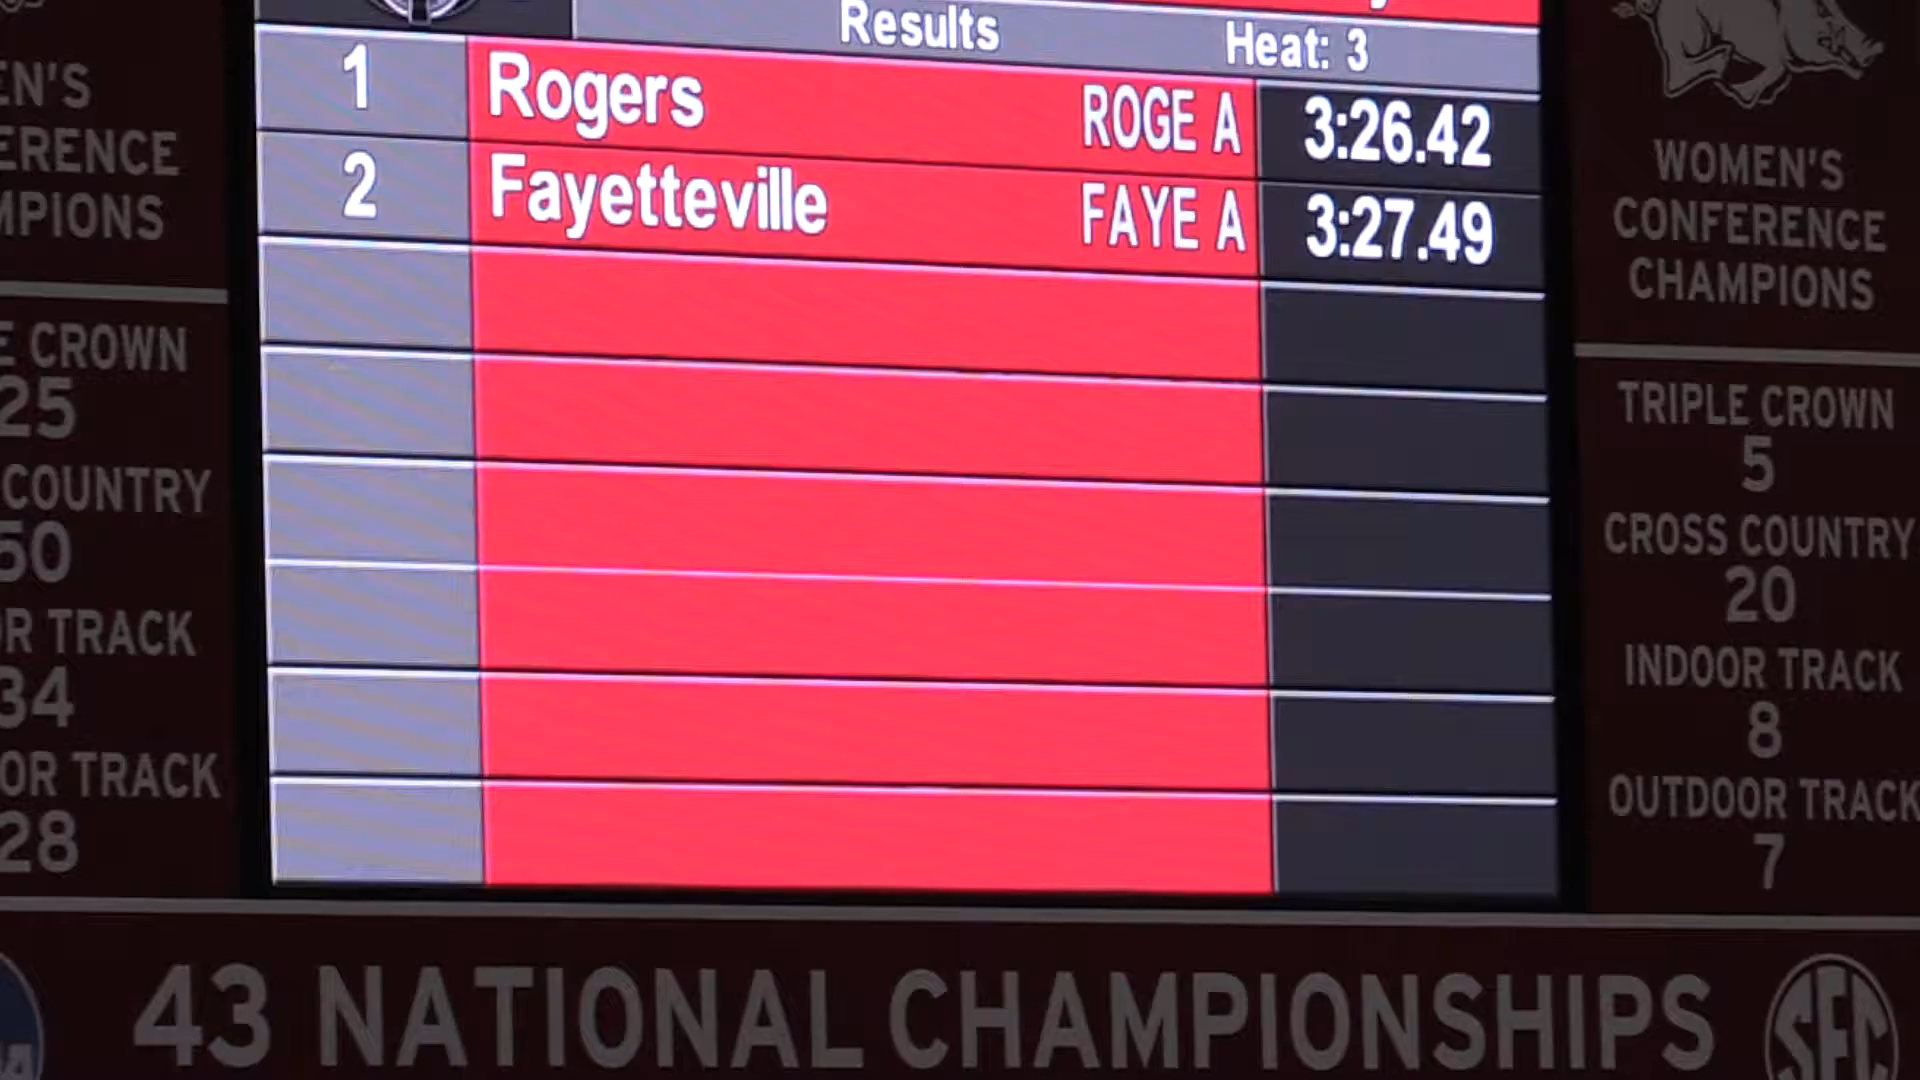 Results Heat: 3
1 Rogers ROGE A 3:26.42
2 Fayetteville FAYE A 3:27.49
EN'S
ERENCE
MPIONS
E CROWN
25
COUNTRY
50
OR TRACK
34
OR TRACK
28
WOMEN'S
CONFERENCE
CHAMPIONS
TRIPLE CROWN
5
CROSS COUNTRY
20
INDOOR TRACK
8
OUTDOOR TRACK
7
43 NATIONAL CHAMPIONSHIPS
SEC